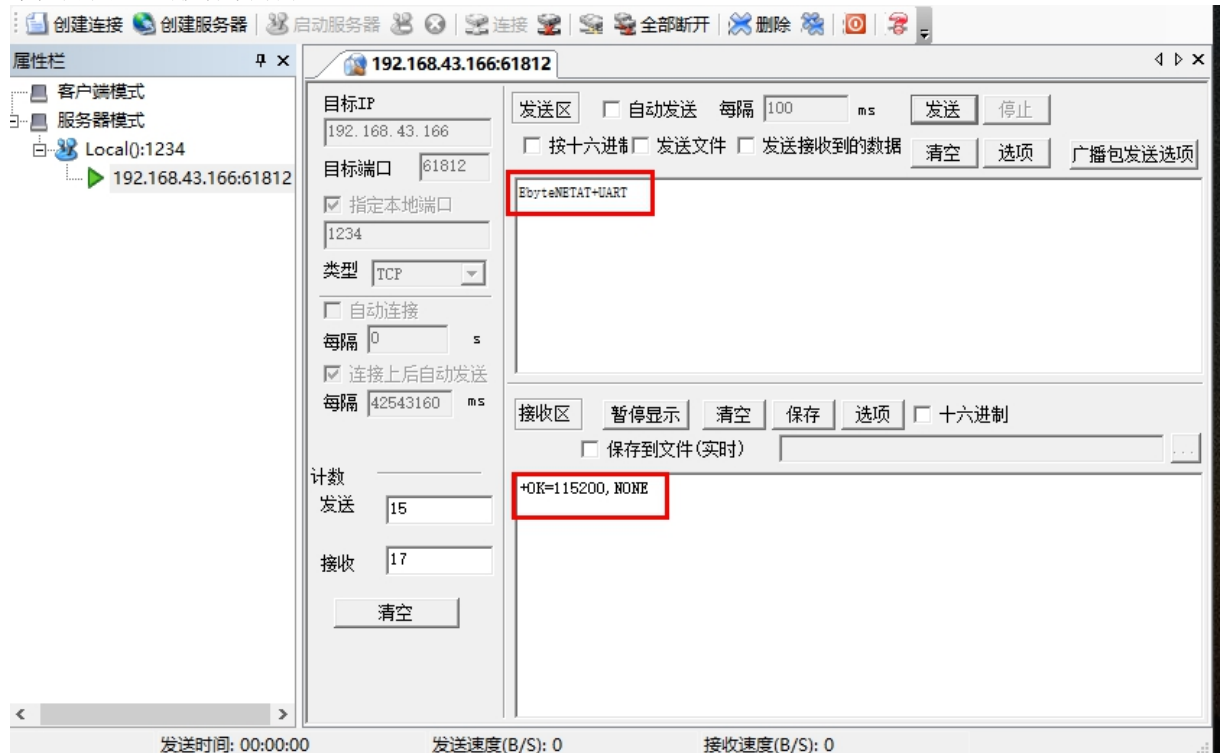 创建连接 创建服务器 启动服务器 连接 全部断开 删除
属性栏
客户端模式
服务器模式
Local():1234
192.168.43.166:61812
192.168.43.166:61812
目标IP
192.168.43.166
目标端口 61812
指定本地端口
1234
类型 TCP
自动连接
每隔 0 s
连接上后自动发送
每隔 42543160 ms
计数
发送 15
接收 17
清空
发送区 自动发送 每隔 100 ms 发送 停止
按十六进制 发送文件 发送接收到的数据 清空 选项 广播包发送选项
EbyteNETAT+UART
接收区 暂停显示 清空 保存 选项 十六进制
保存到文件(实时) ...
+OK=115200,NONE
发送时间: 00:00:00 发送速度(B/S): 0 接收速度(B/S): 0